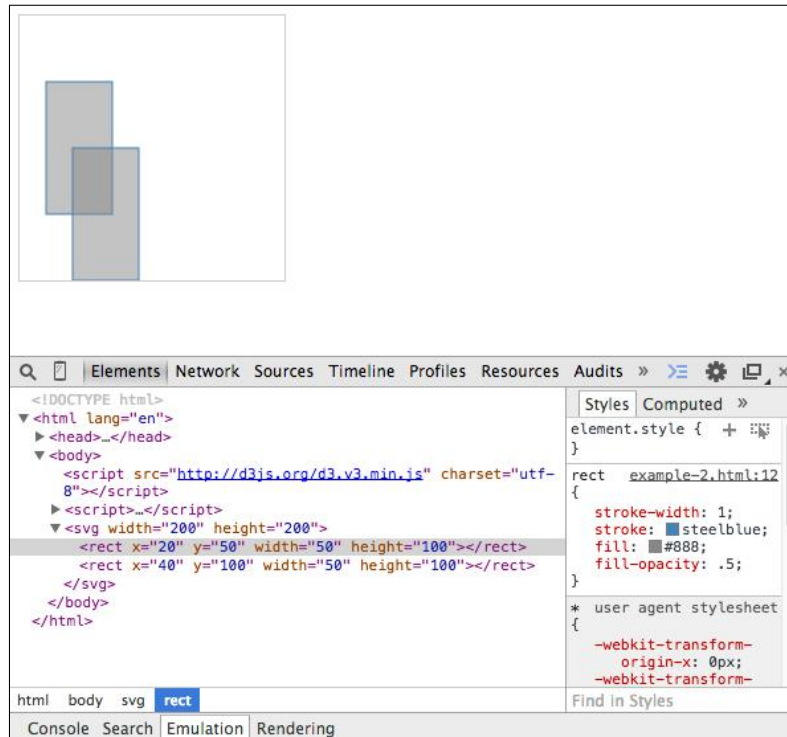 Elements Network Sources Timeline Profiles Resources Audits »
<!DOCTYPE html>
▼<html lang="en">
▶<head>…</head>
▼<body>
<script src="http://d3js.org/d3.v3.min.js" charset="utf-
8"></script>
▶<script>…</script>
▼<svg width="200" height="200">
<rect x="20" y="50" width="50" height="100"></rect>
<rect x="40" y="100" width="50" height="100"></rect>
</svg>
</body>
</html>
Styles Computed »
element.style {
}
rect example-2.html:12
{
stroke-width: 1;
stroke: steelblue;
fill: #888;
fill-opacity: .5;
}
* user agent stylesheet
{
-webkit-transform-
origin-x: 0px;
-webkit-transform-
html body svg rect
Find in Styles
Console Search Emulation Rendering